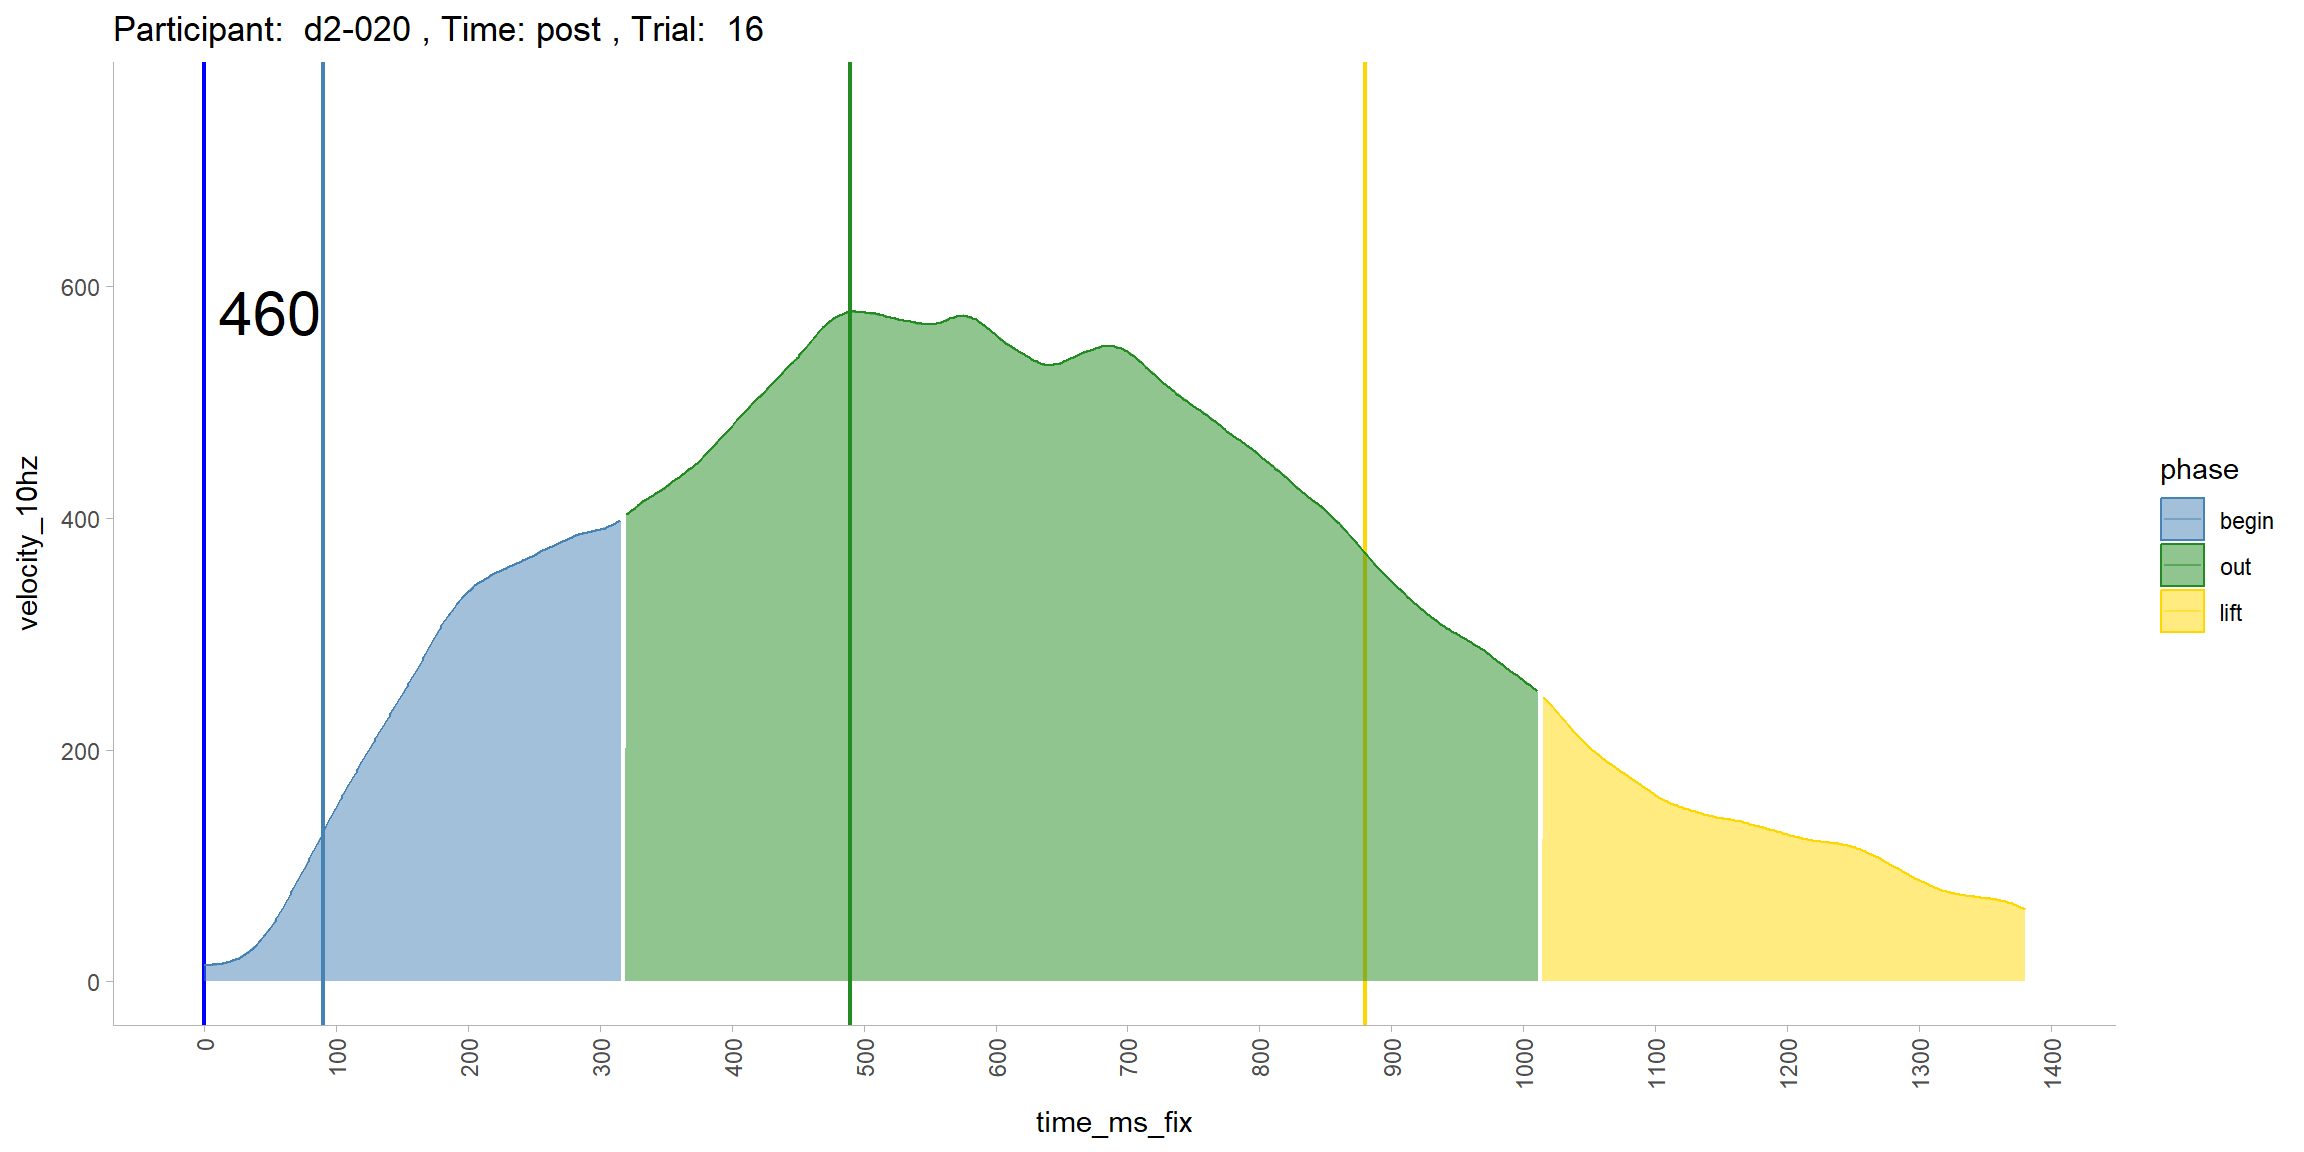 Participant:  d2-020 , Time: post , Trial:  16
460
velocity_10hz
600
400
200
0
0
100
200
300
400
500
600
700
800
900
1000
1100
1200
1300
1400
time_ms_fix
phase
begin
out
lift